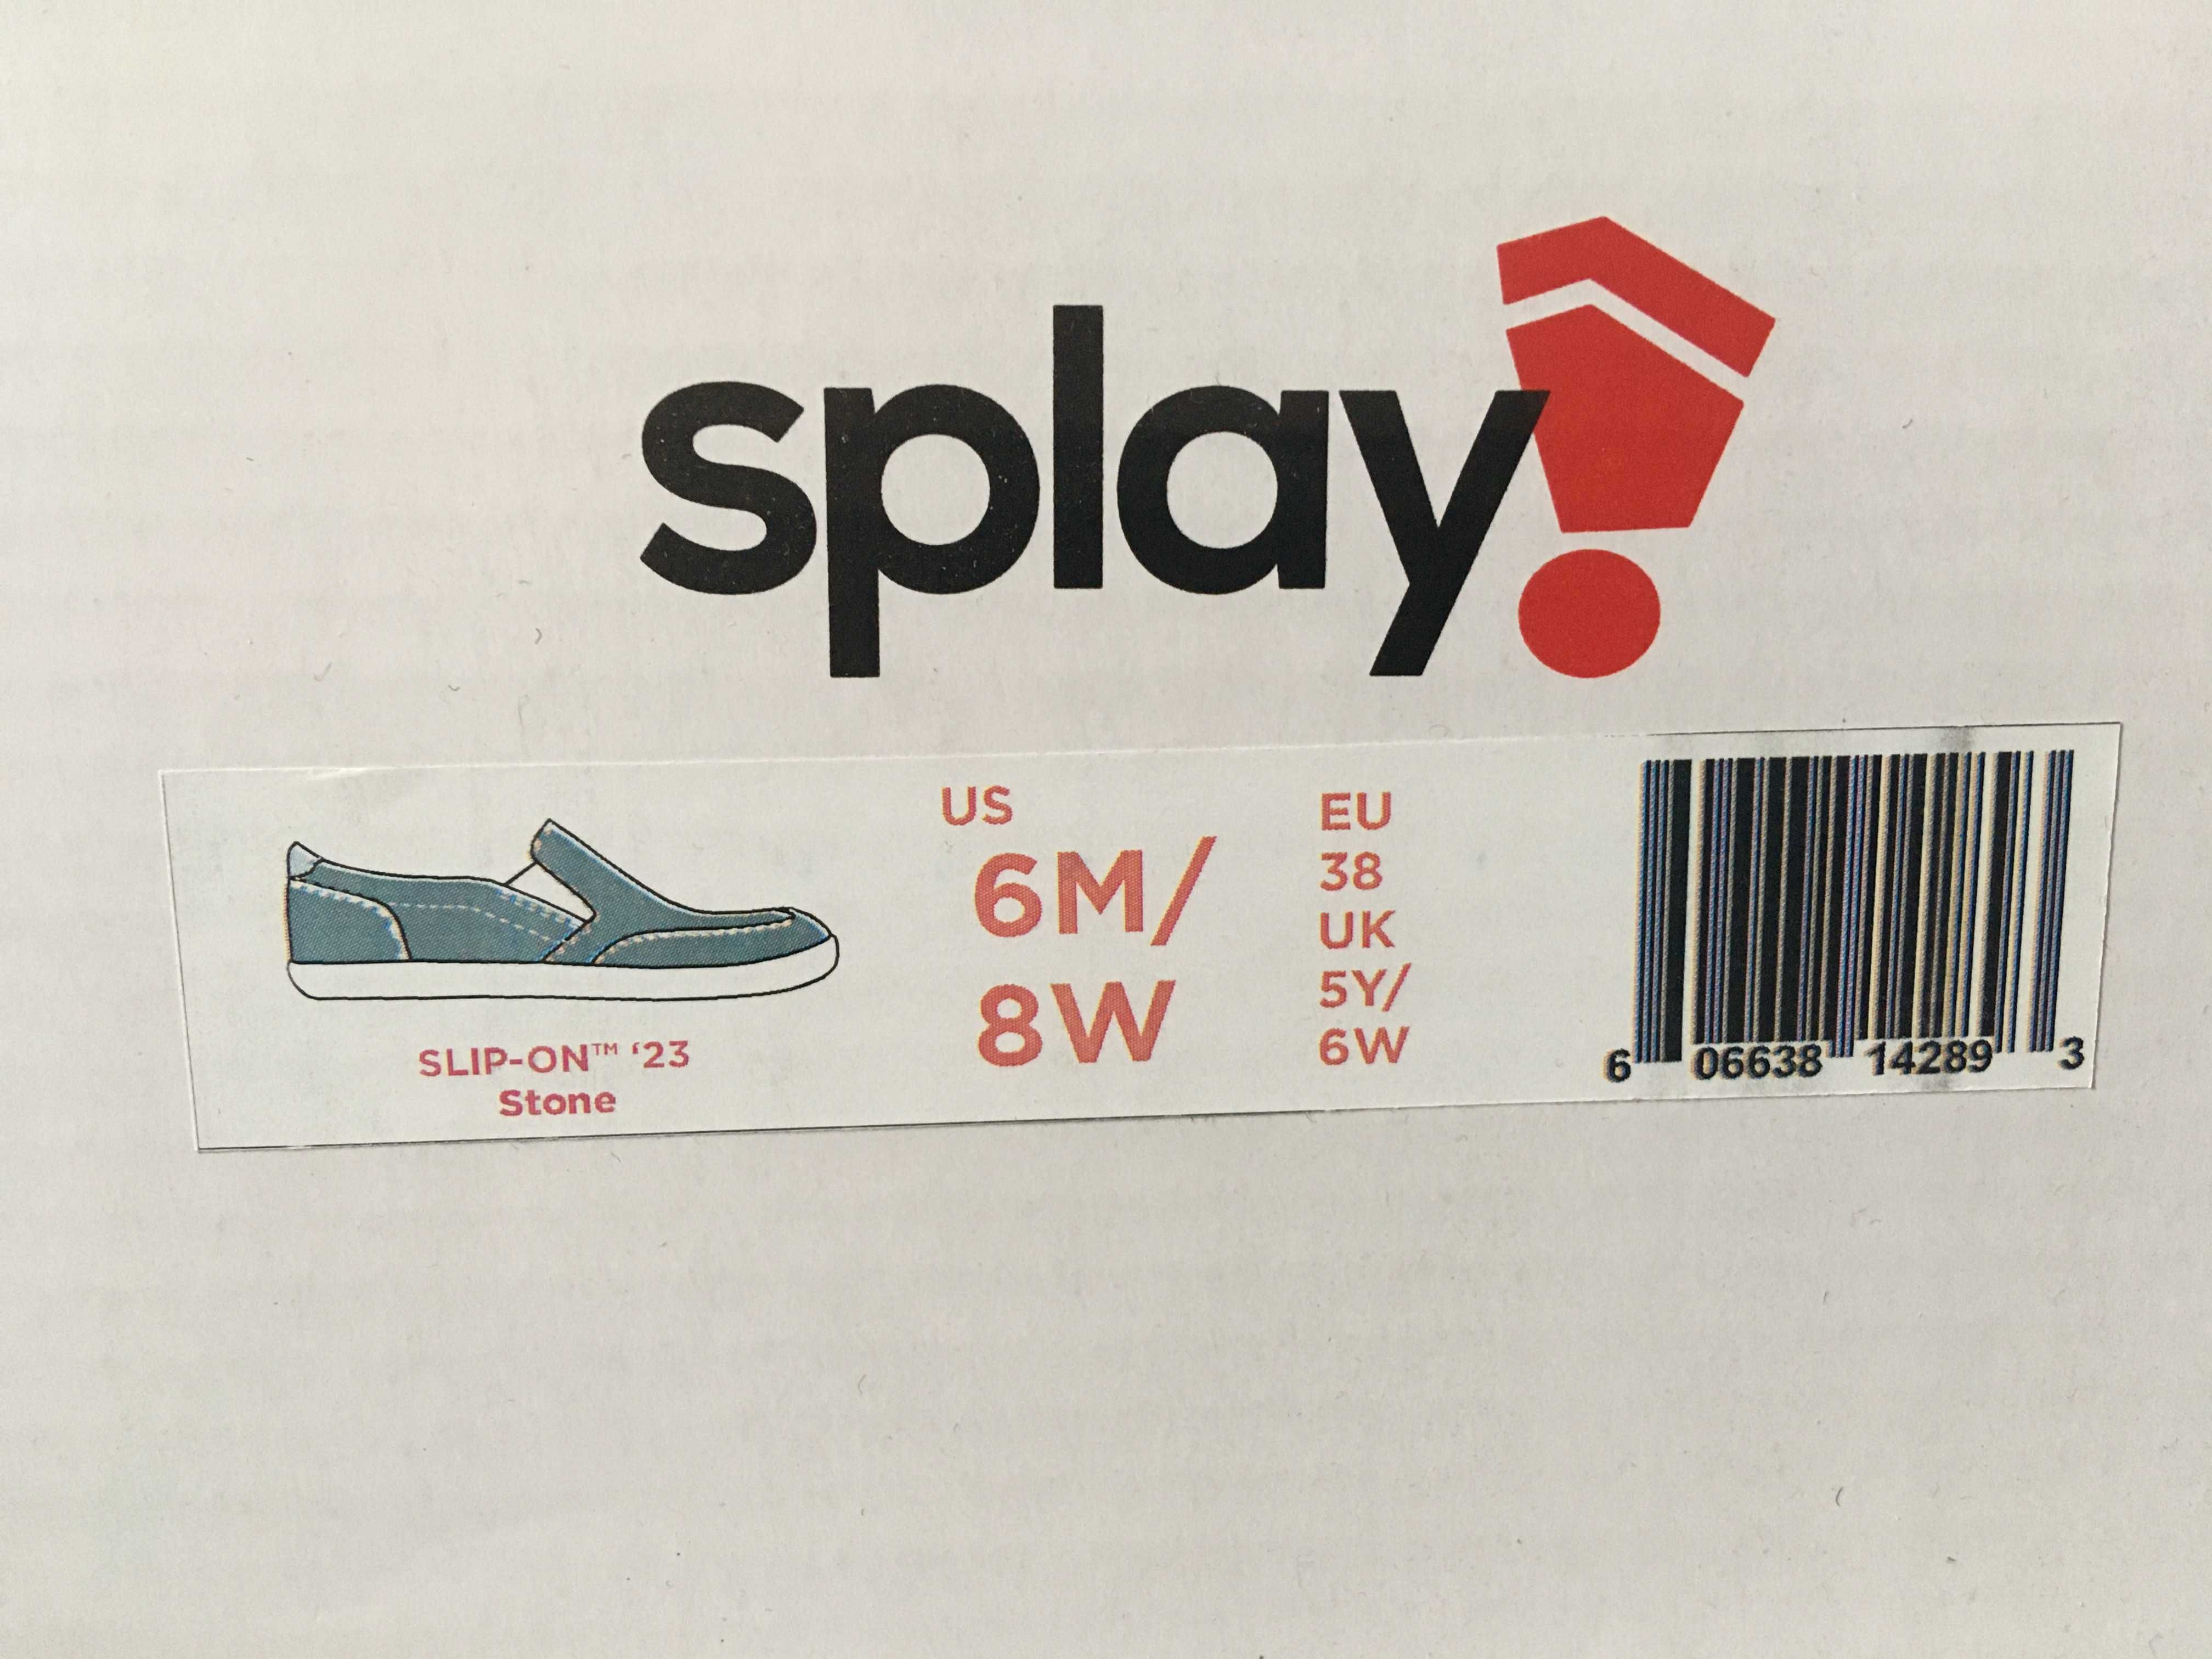 splay!
US
6M/
8W
EU
38
UK
5Y/
6W
SLIP-ON™ ‘23
Stone
6 06638 14289 3